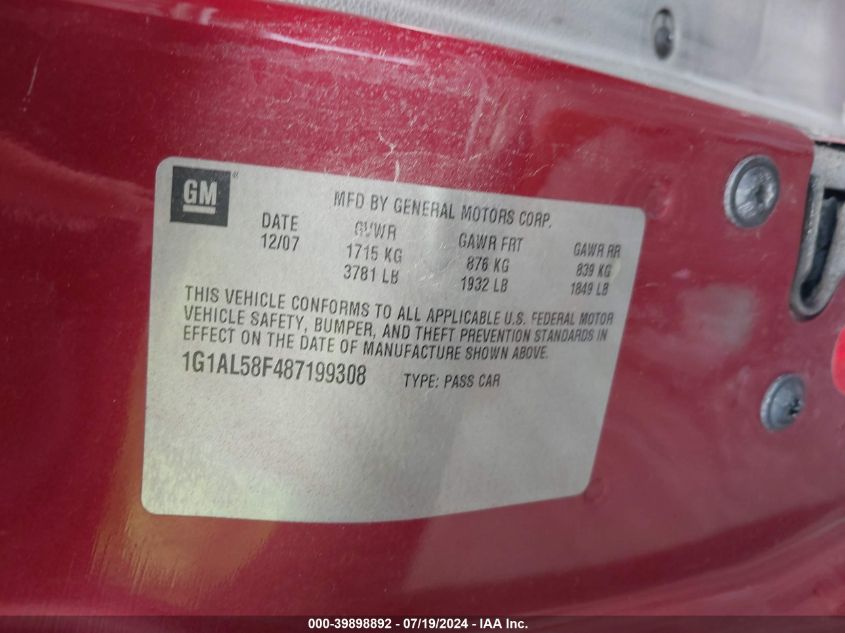 GM
MFD BY GENERAL MOTORS CORP.
DATE GVWR GAWR FRT GAWR RR
12/07 1715 KG 876 KG 839 KG
3781 LB 1932 LB 1849 LB
THIS VEHICLE CONFORMS TO ALL APPLICABLE U.S. FEDERAL MOTOR
VEHICLE SAFETY, BUMPER, AND THEFT PREVENTION STANDARDS IN
EFFECT ON THE DATE OF MANUFACTURE SHOWN ABOVE.
1G1AL58F487199308 TYPE: PASS CAR
000-39898892 - 07/19/2024 - IAA Inc.